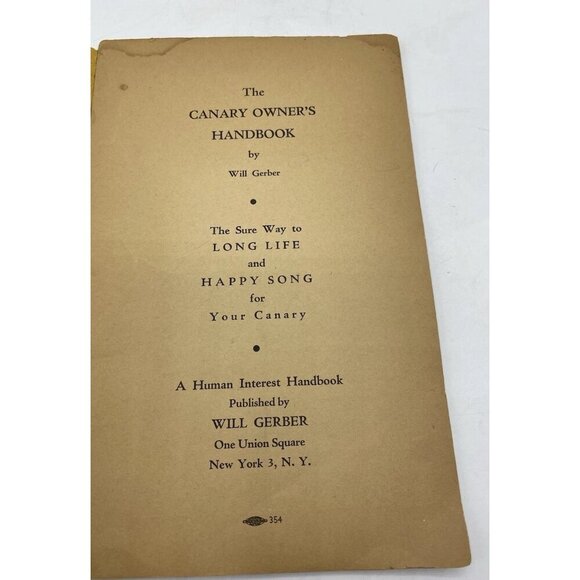 The
CANARY OWNER'S
HANDBOOK
by
Will Gerber
•
The Sure Way to
LONG LIFE
and
HAPPY SONG
for
Your Canary
•
A Human Interest Handbook
Published by
WILL GERBER
One Union Square
New York 3, N. Y.
354